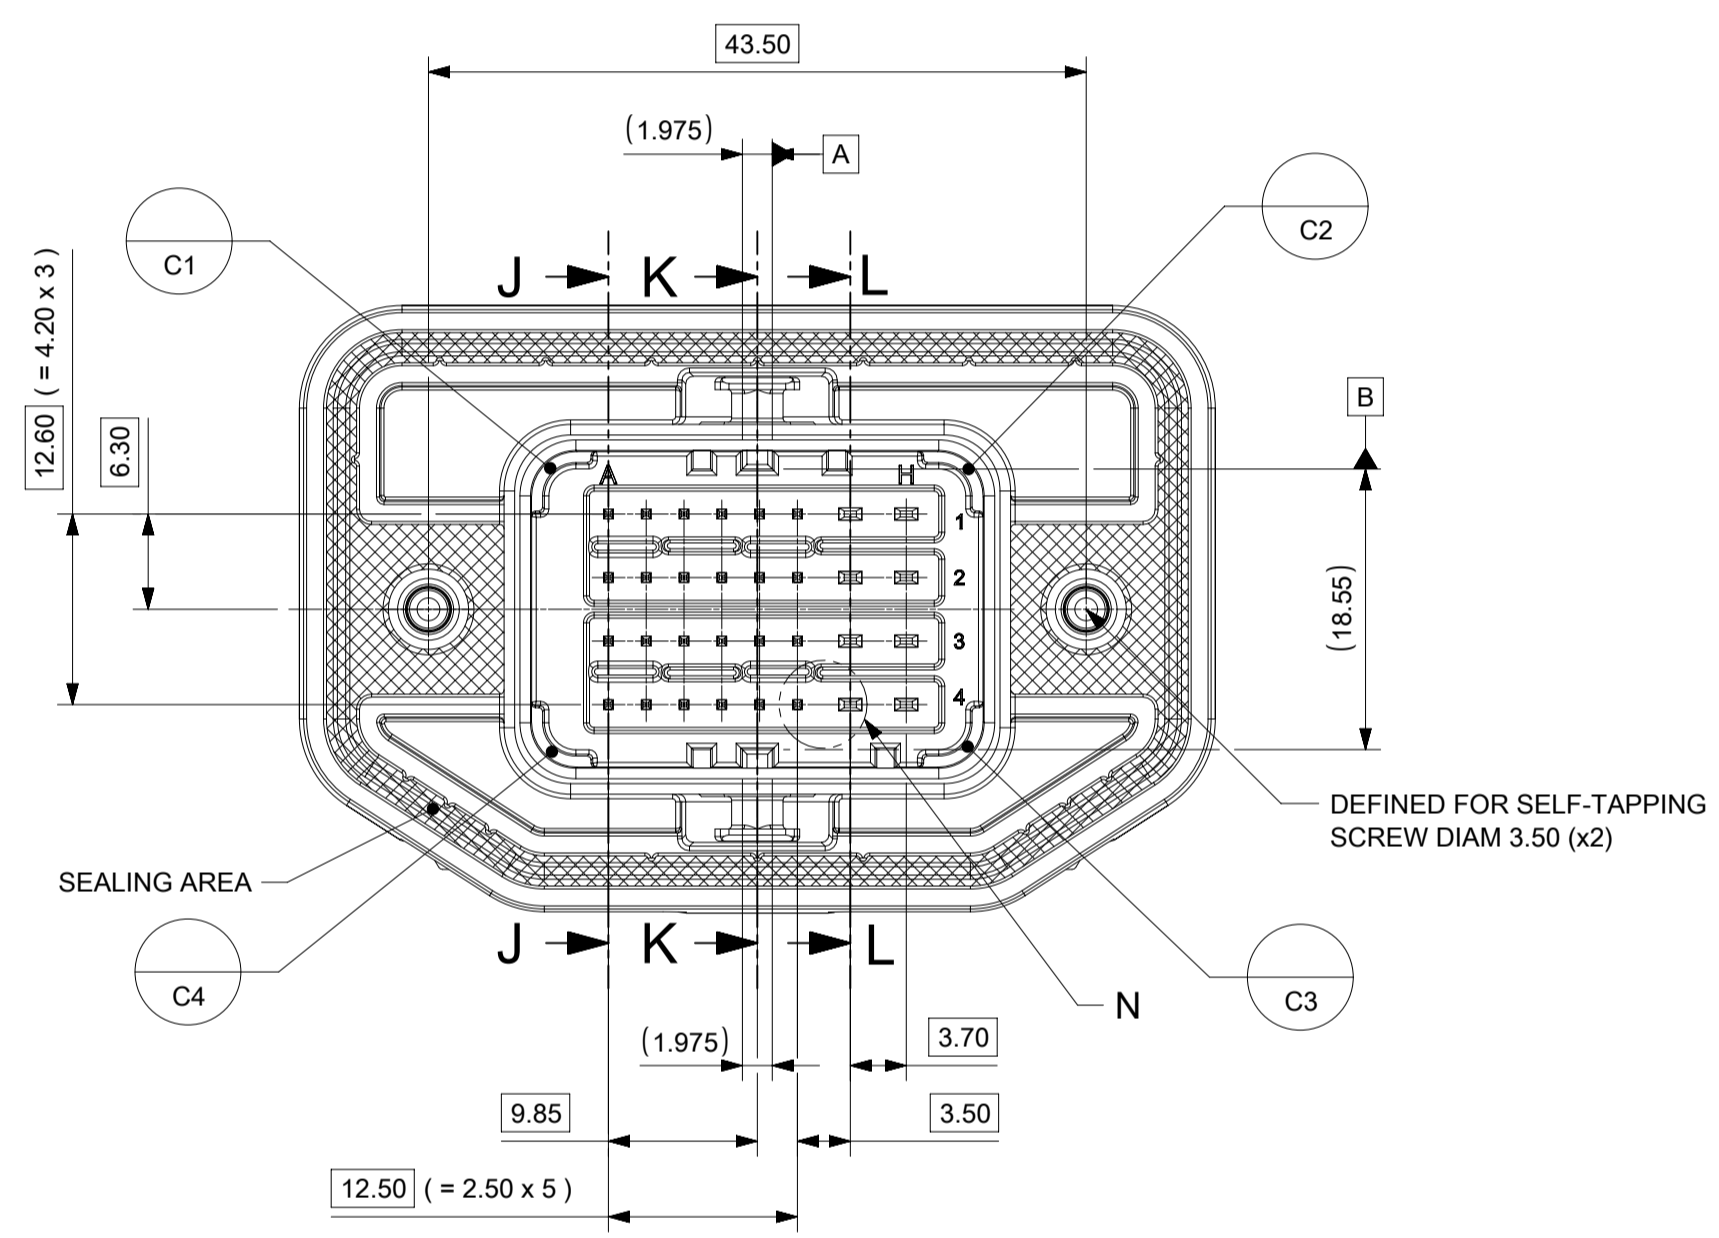 43.50
(1.975)
A
C1
C2
J
K
L
12.60 ( = 4.20 x 3 )
6.30
B
A
H
1
2
3
4
(18.55)
DEFINED FOR SELF-TAPPING
SCREW DIAM 3.50 (x2)
SEALING AREA
J
K
L
C4
N
C3
(1.975)
3.70
9.85
3.50
12.50 ( = 2.50 x 5 )